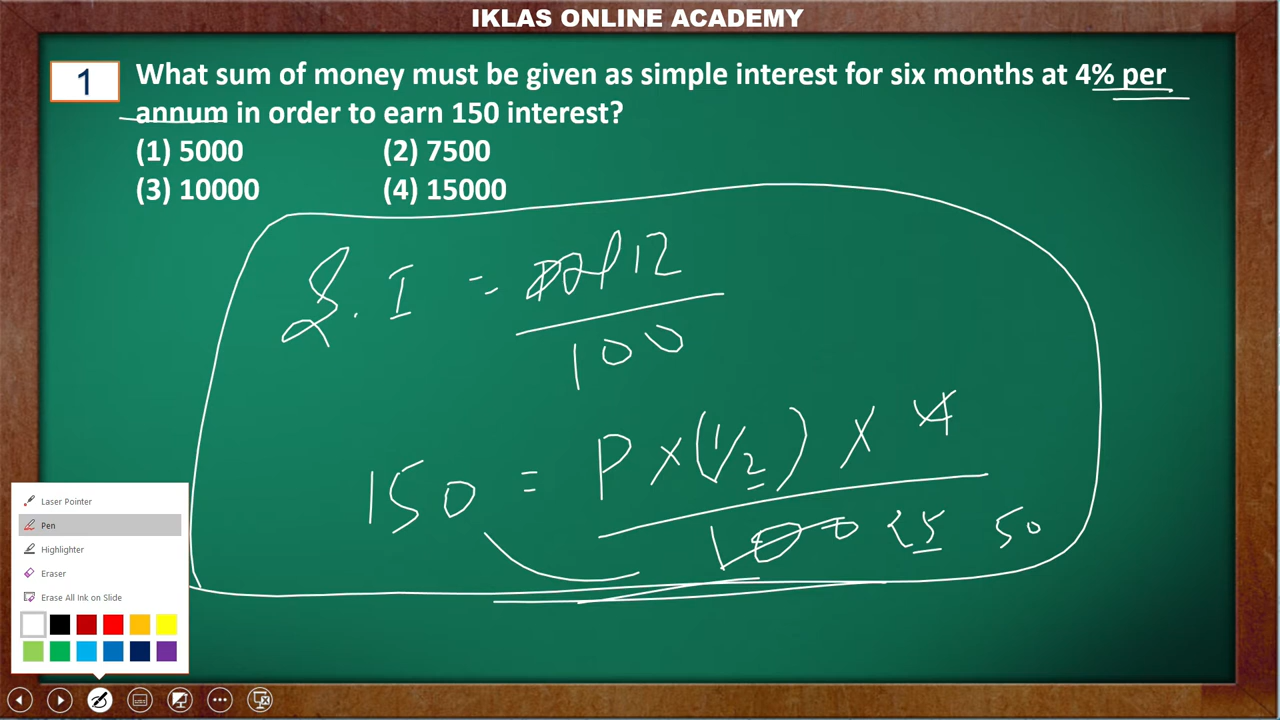 IKLAS ONLINE ACADEMY
1
What sum of money must be given as simple interest for six months at 4% per
annum in order to earn 150 interest?
(1) 5000 (2) 7500
(3) 10000 (4) 15000
S.I = 12
100
150 = P x (1/2) x 4
100 25 50
Laser Pointer
Pen
Highlighter
Eraser
Erase All Ink on Slide